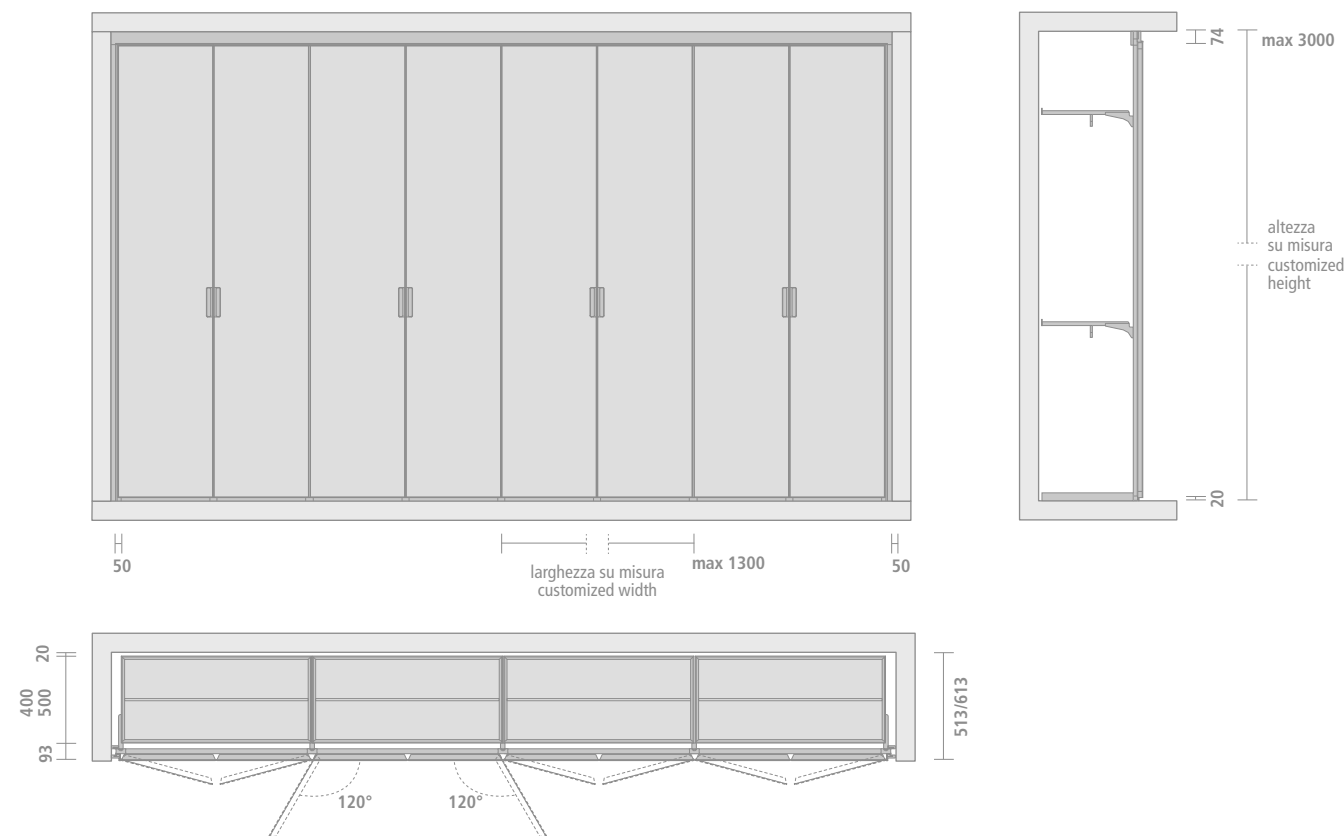 74
max 3000
altezza
su misura
customized
height
20
50
larghezza su misura
customized width
max 1300
50
20
400
500
93
513/613
120°
120°